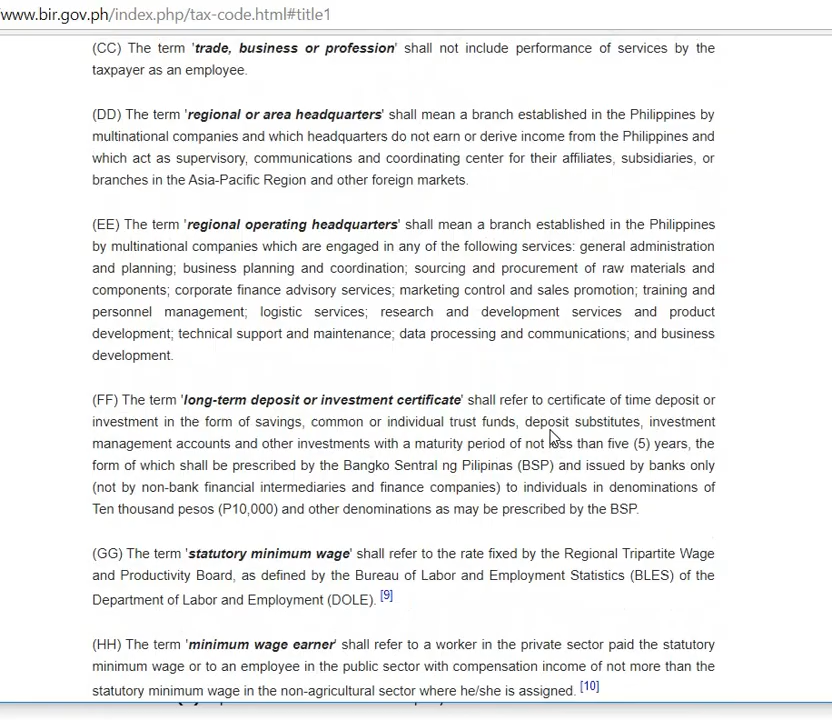 www.bir.gov.ph/index.php/tax-code.html#title1
(CC) The term 'trade, business or profession' shall not include performance of services by the
taxpayer as an employee.
(DD) The term 'regional or area headquarters' shall mean a branch established in the Philippines by
multinational companies and which headquarters do not earn or derive income from the Philippines and
which act as supervisory, communications and coordinating center for their affiliates, subsidiaries, or
branches in the Asia-Pacific Region and other foreign markets.
(EE) The term 'regional operating headquarters' shall mean a branch established in the Philippines
by multinational companies which are engaged in any of the following services: general administration
and planning; business planning and coordination; sourcing and procurement of raw materials and
components; corporate finance advisory services; marketing control and sales promotion; training and
personnel management; logistic services; research and development services and product
development; technical support and maintenance; data processing and communications; and business
development.
(FF) The term 'long-term deposit or investment certificate' shall refer to certificate of time deposit or
investment in the form of savings, common or individual trust funds, deposit substitutes, investment
management accounts and other investments with a maturity period of not less than five (5) years, the
form of which shall be prescribed by the Bangko Sentral ng Pilipinas (BSP) and issued by banks only
(not by non-bank financial intermediaries and finance companies) to individuals in denominations of
Ten thousand pesos (P10,000) and other denominations as may be prescribed by the BSP.
(GG) The term 'statutory minimum wage' shall refer to the rate fixed by the Regional Tripartite Wage
and Productivity Board, as defined by the Bureau of Labor and Employment Statistics (BLES) of the
Department of Labor and Employment (DOLE). [9]
(HH) The term 'minimum wage earner' shall refer to a worker in the private sector paid the statutory
minimum wage or to an employee in the public sector with compensation income of not more than the
statutory minimum wage in the non-agricultural sector where he/she is assigned. [10]